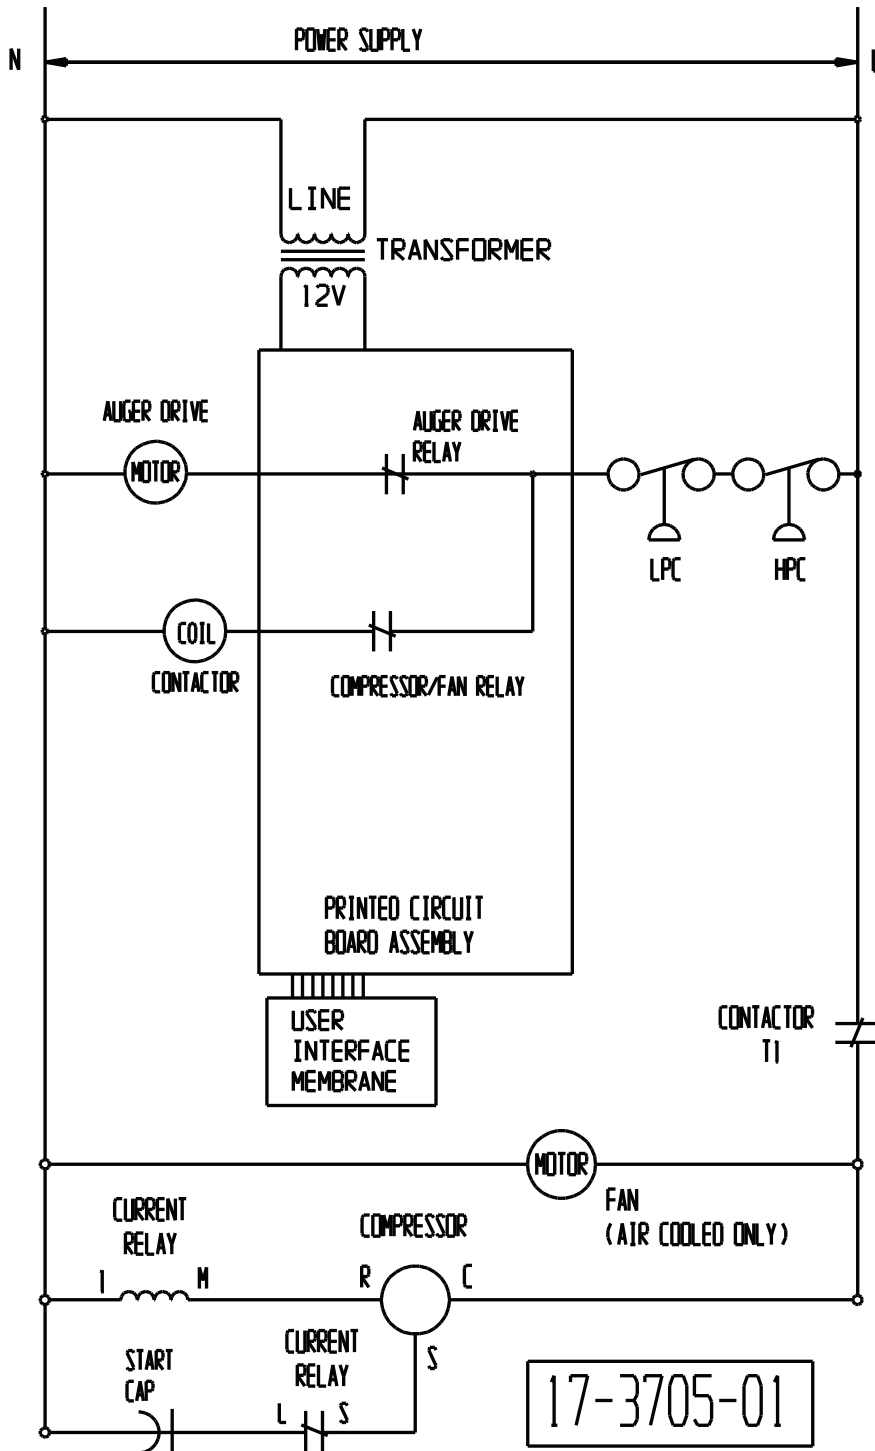 POWER SUPPLY
N
LINE
TRANSFORMER
12V
AUGER DRIVE
MOTOR
AUGER DRIVE
RELAY
LPC
HPC
COIL
CONTACTOR
COMPRESSOR/FAN RELAY
PRINTED CIRCUIT
BOARD ASSEMBLY
USER
INTERFACE
MEMBRANE
CONTACTOR
T1
MOTOR
FAN
(AIR COOLED ONLY)
CURRENT
RELAY
1
M
COMPRESSOR
R
C
S
START
CAP
CURRENT
RELAY
L
S
17-3705-01